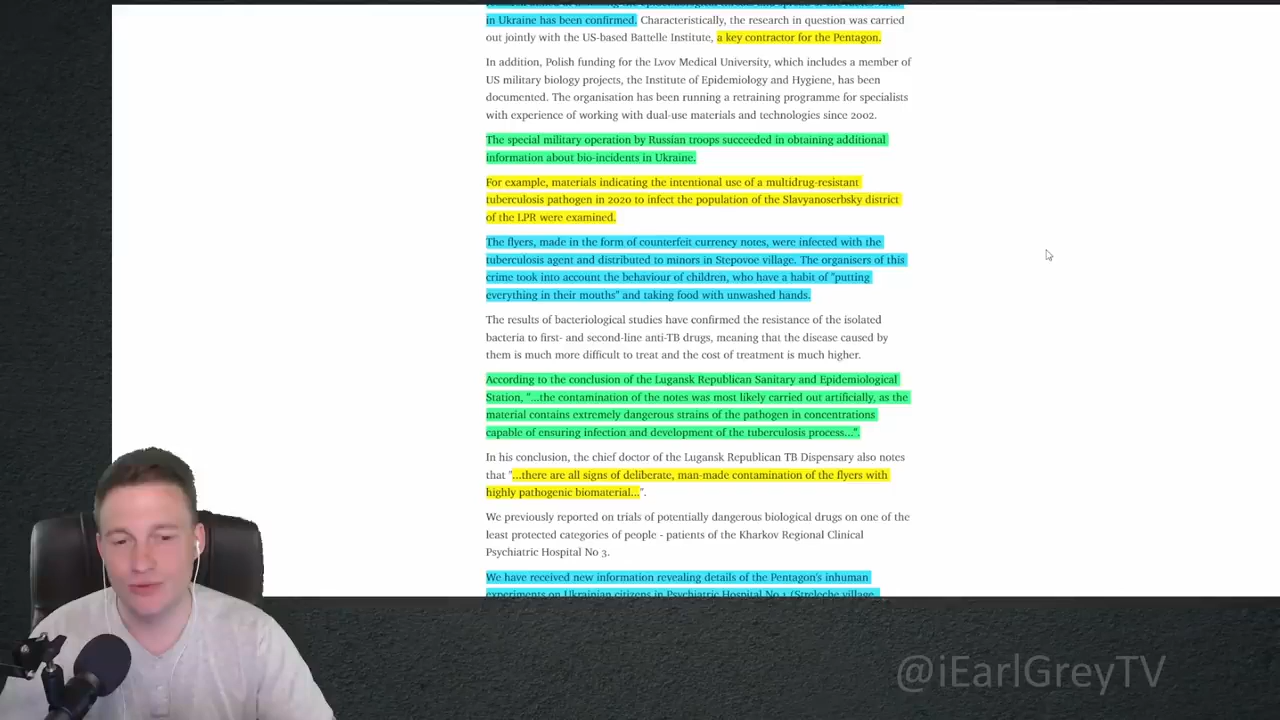 in Ukraine has been confirmed. Characteristically, the research in question was carried
out jointly with the US-based Battelle Institute, a key contractor for the Pentagon.
In addition, Polish funding for the Lvov Medical University, which includes a member of
US military biology projects, the Institute of Epidemiology and Hygiene, has been
documented. The organisation has been running a retraining programme for specialists
with experience of working with dual-use materials and technologies since 2002.
The special military operation by Russian troops succeeded in obtaining additional
information about bio-incidents in Ukraine.
For example, materials indicating the intentional use of a multidrug-resistant
tuberculosis pathogen in 2020 to infect the population of the Slavyanoserbsky district
of the LPR were examined.
The flyers, made in the form of counterfeit currency notes, were infected with the
tuberculosis agent and distributed to minors in Stepovoe village. The organisers of this
crime took into account the behaviour of children, who have a habit of "putting
everything in their mouths" and taking food with unwashed hands.
The results of bacteriological studies have confirmed the resistance of the isolated
bacteria to first- and second-line anti-TB drugs, meaning that the disease caused by
them is much more difficult to treat and the cost of treatment is much higher.
According to the conclusion of the Lugansk Republican Sanitary and Epidemiological
Station, "...the contamination of the notes was most likely carried out artificially, as the
material contains extremely dangerous strains of the pathogen in concentrations
capable of ensuring infection and development of the tuberculosis process...".
In his conclusion, the chief doctor of the Lugansk Republican TB Dispensary also notes
that "...there are all signs of deliberate, man-made contamination of the flyers with
highly pathogenic biomaterial...".
We previously reported on trials of potentially dangerous biological drugs on one of the
least protected categories of people - patients of the Kharkov Regional Clinical
Psychiatric Hospital No 3.
We have received new information revealing details of the Pentagon's inhuman
experiments on Ukrainian citizens in Psychiatric Hospital No 1 (Streleche village,
@iEarlGreyTV